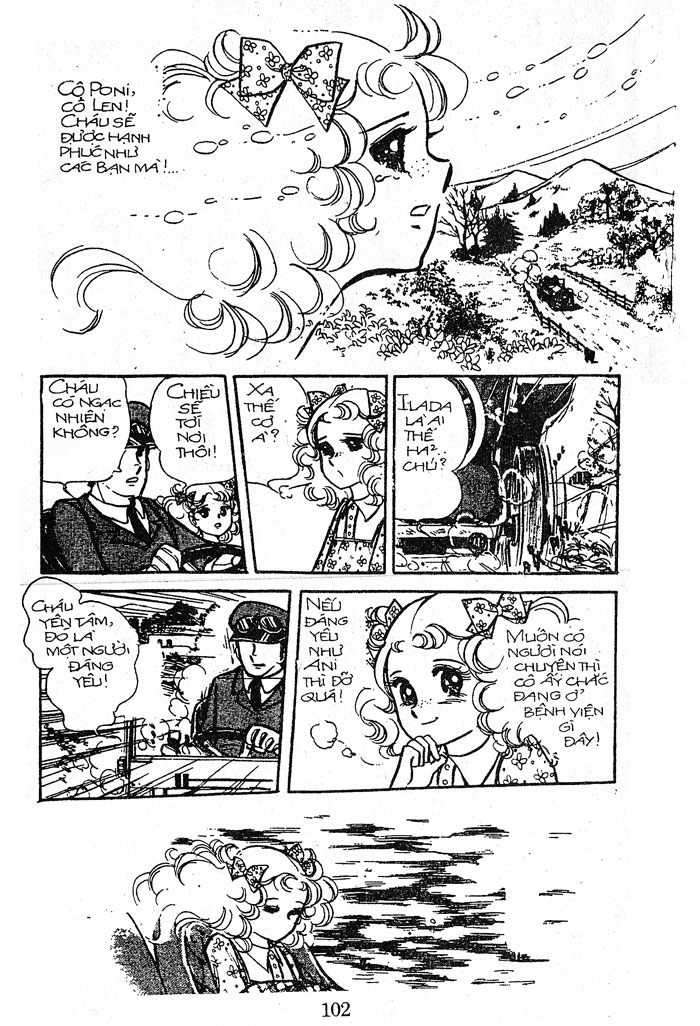 CÔ PONI,
CÔ LEN!
CHÁU SẼ
ĐƯỢC HẠNH
PHÚC NHƯ
CÁC BẠN MÀ!...
CHÁU
CÓ NGẠC
NHIÊN
KHÔNG?
CHIỀU
SẼ
TỚI
NƠI
THÔI!
XA
THẾ
CƠ
À?
ILADA
LÀ AI
THẾ
HẢ
CHÚ?
CHÁU
YÊN TÂM,
ĐÓ LÀ
MỘT NGƯỜI
ĐÁNG
YÊU!
NẾU
ĐÁNG
YÊU
NHƯ
ANI
THÌ ĐỠ
QUÁ!
MUỐN CÓ
NGƯỜI NÓI
CHUYỆN THÌ
CÔ ẤY CHẮC
ĐANG Ở
BỆNH VIỆN
GÌ
ĐÂY!
102